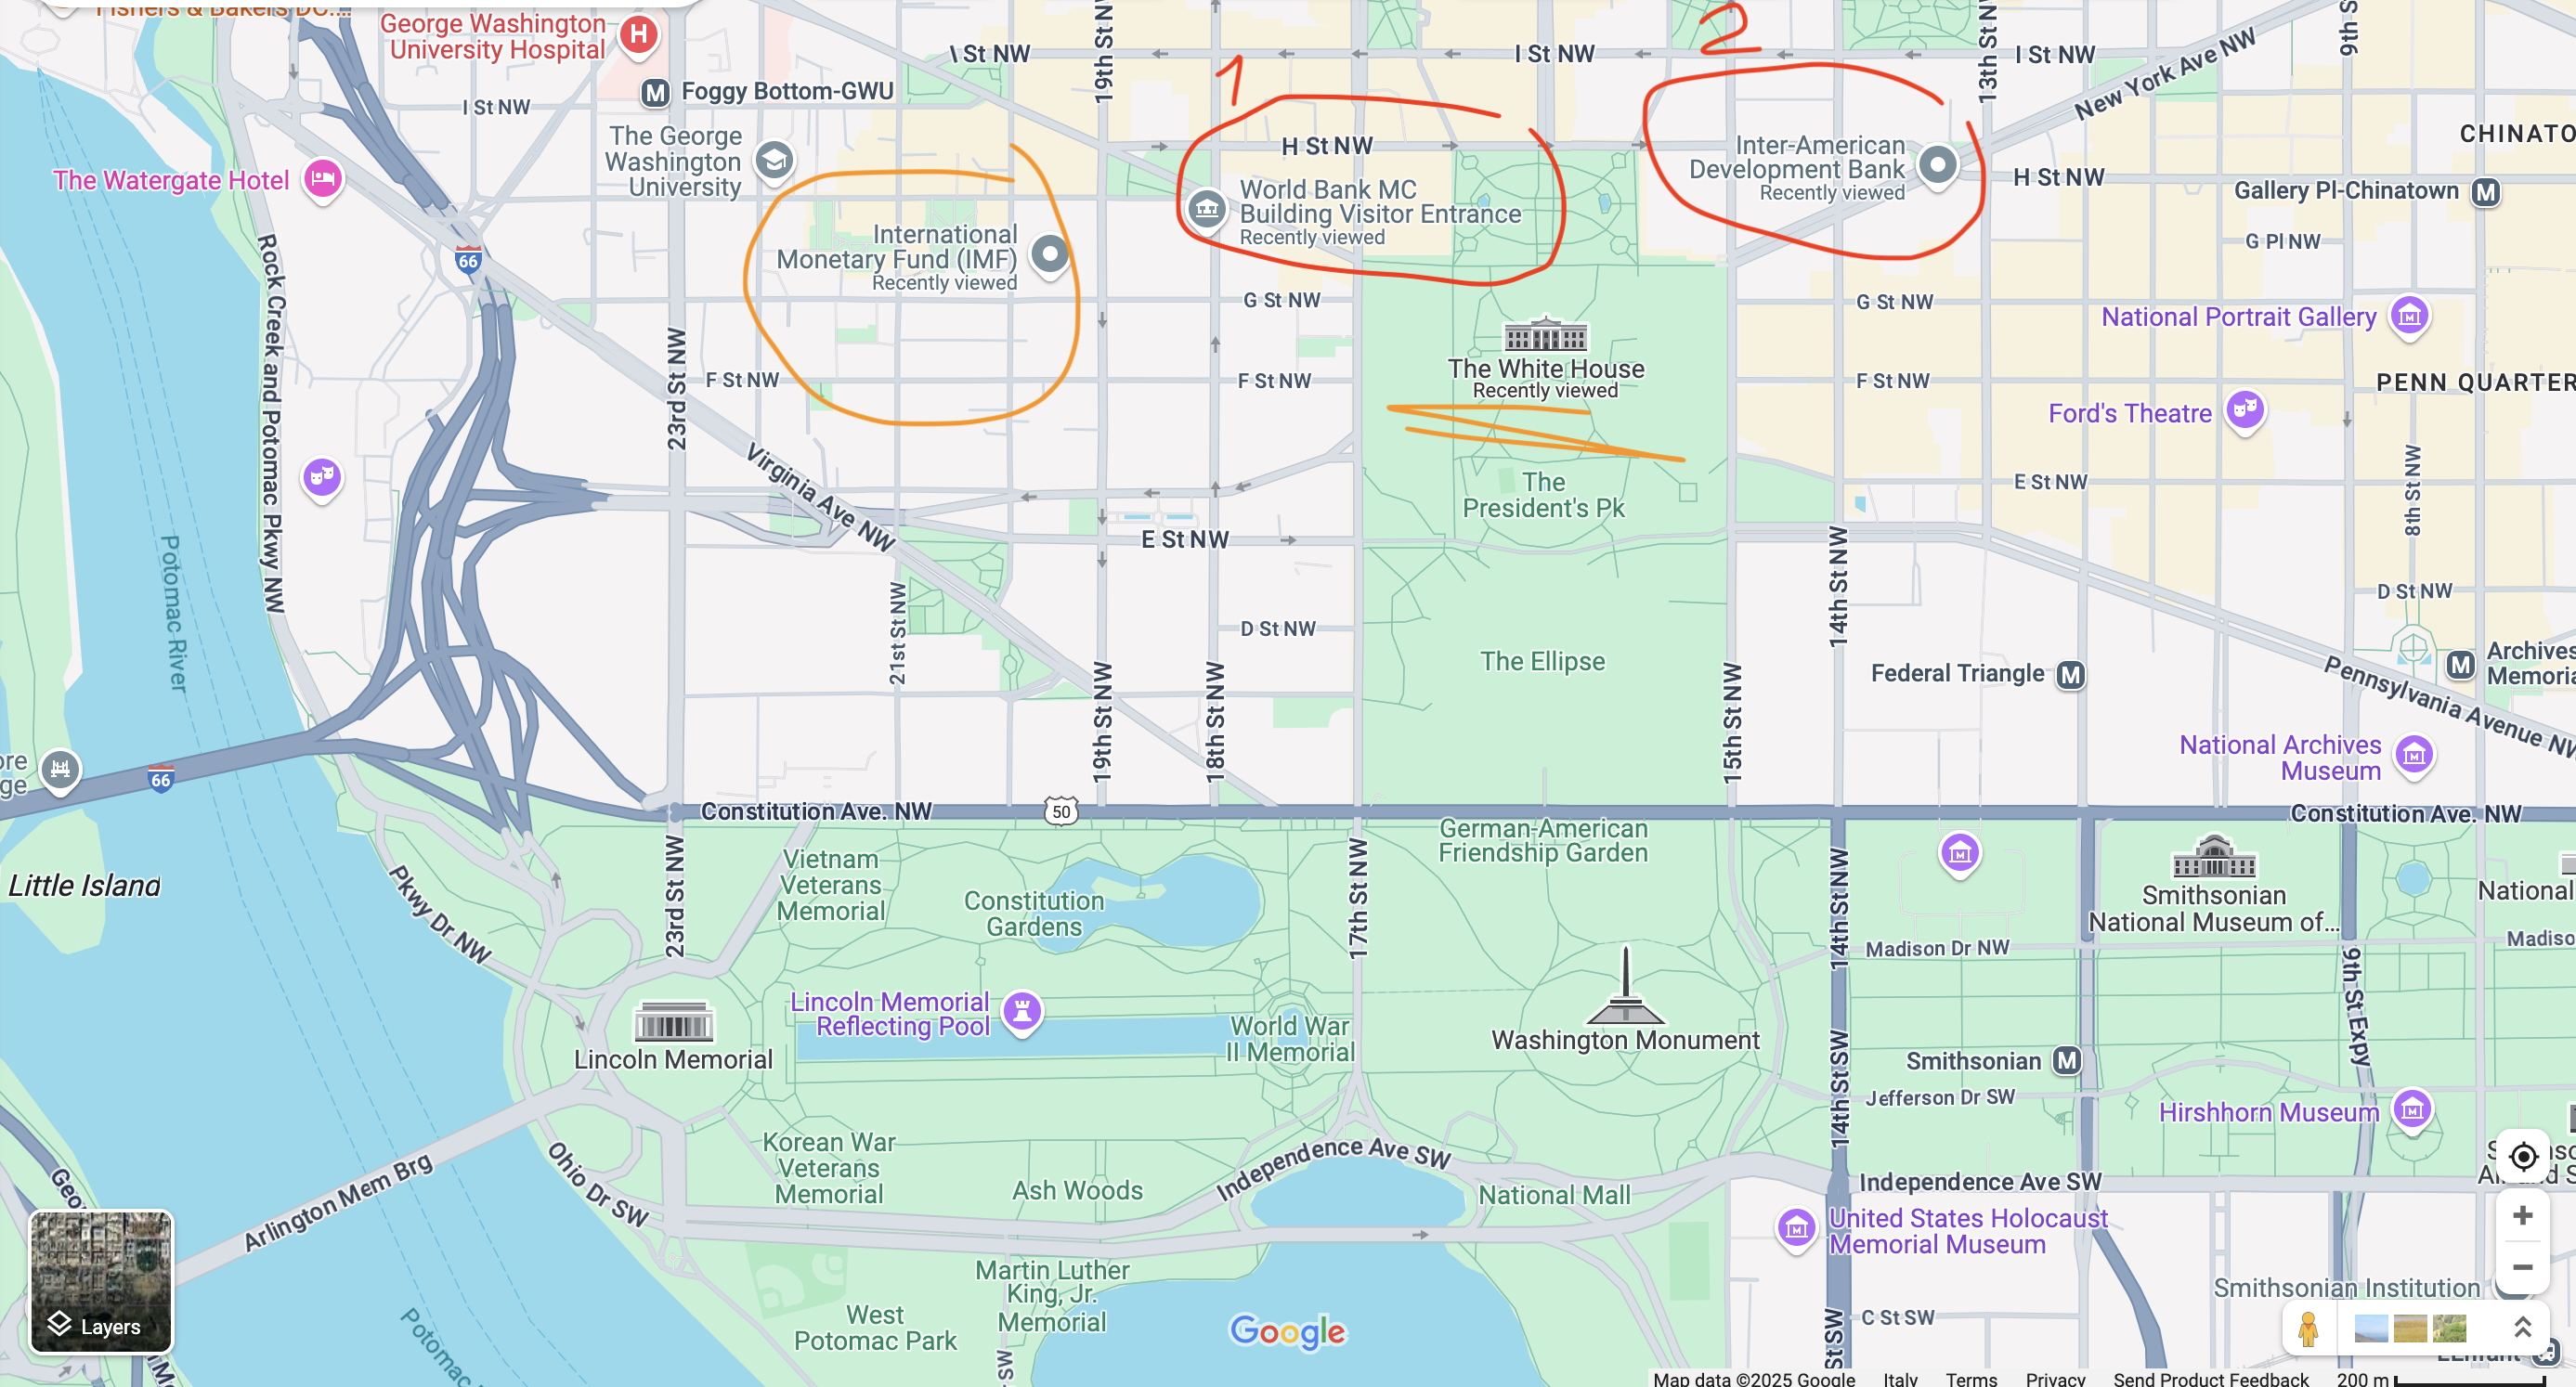 Fishers & Bakers DC....
George Washington
University Hospital
H
I St NW
19th St N
I St NW
2
13th St N
I St NW
9th S
New York Ave NW
1
M
Foggy Bottom-GWU
I St NW
The George
Washington
University
H St NW
Inter-American
Development Bank
Recently viewed
CHINATO
H St NW
Gallery Pl-Chinatown
M
The Watergate Hotel
World Bank MC
Building Visitor Entrance
Recently viewed
International
Monetary Fund (IMF)
Recently viewed
G Pl NW
66
Rock Creek and Potomac Pkwy NW
G St NW
G St NW
National Portrait Gallery
The White House
Recently viewed
23rd St NW
F St NW
F St NW
F St NW
PENN QUARTER
Ford's Theatre
Virginia Ave NW
The
President's Pk
E St NW
8th St NW
E St NW
Potomac River
14th St NW
21st St NW
D St NW
D St NW
The Ellipse
19th St NW
18th St NW
15th St NW
Federal Triangle
M
M
Archives
Memoria
Pennsylvania Avenue NW
National Archives
Museum
ore
ge
66
Constitution Ave. NW
50
Constitution Ave. NW
German-American
Friendship Garden
Little Island
Pkwy Dr NW
23rd St NW
Vietnam
Veterans
Memorial
Constitution
Gardens
17th St NW
14th St NW
Smithsonian
National Museum of...
National
Madison Dr NW
Madiso
9th St Expy
Lincoln Memorial
Reflecting Pool
World War
II Memorial
Washington Monument
Lincoln Memorial
14th St SW
Smithsonian
M
Jefferson Dr SW
Hirshhorn Museum
Korean War
Veterans
Memorial
Independence Ave SW
Ash Woods
National Mall
Independence Ave SW
Arlington Mem Brg
Ohio Dr SW
Geor
United States Holocaust
Memorial Museum
Martin Luther
King, Jr.
Memorial
West
Potomac Park
Smithsonian Institution
Layers
Potomac
Google
C St SW
St SW
SW
Map data ©2025 Google
Italy
Terms
Privacy
Send Product Feedback
200 m